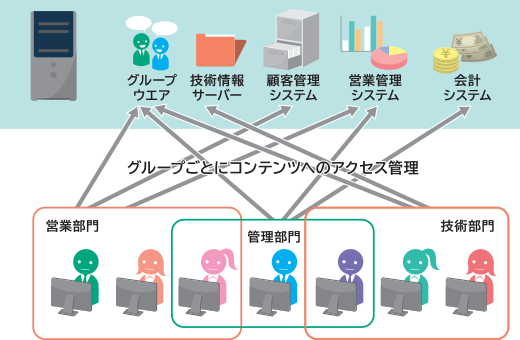 グループ
ウエア
技術情報
サーバー
顧客管理
システム
営業管理
システム
¥
会計
システム
グループごとにコンテンツへのアクセス管理
営業部門
管理部門
技術部門